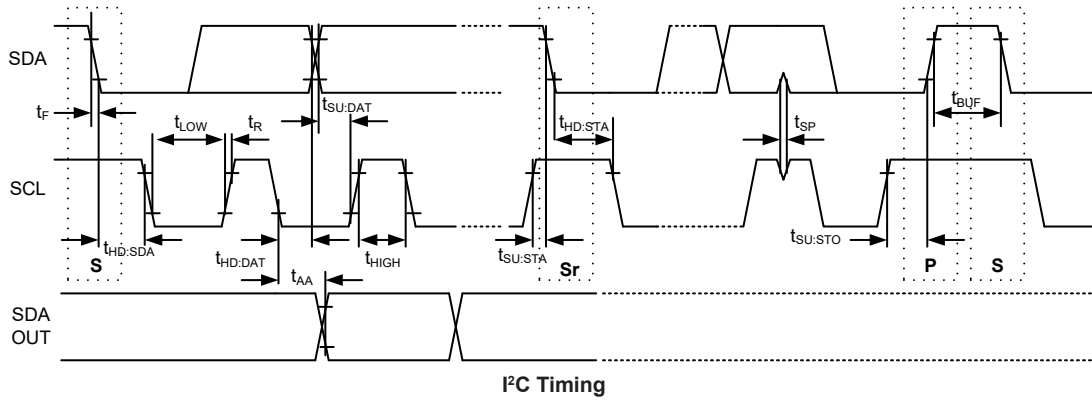 SDA
t_F
t_LOW
t_R
t_SU:DAT
t_HD:STA
t_SP
t_BUF
SCL
t_HD:SDA
t_HD:DAT
t_HIGH
t_SU:STA
t_SU:STO
S
Sr
P
S
t_AA
SDA
OUT
I²C Timing